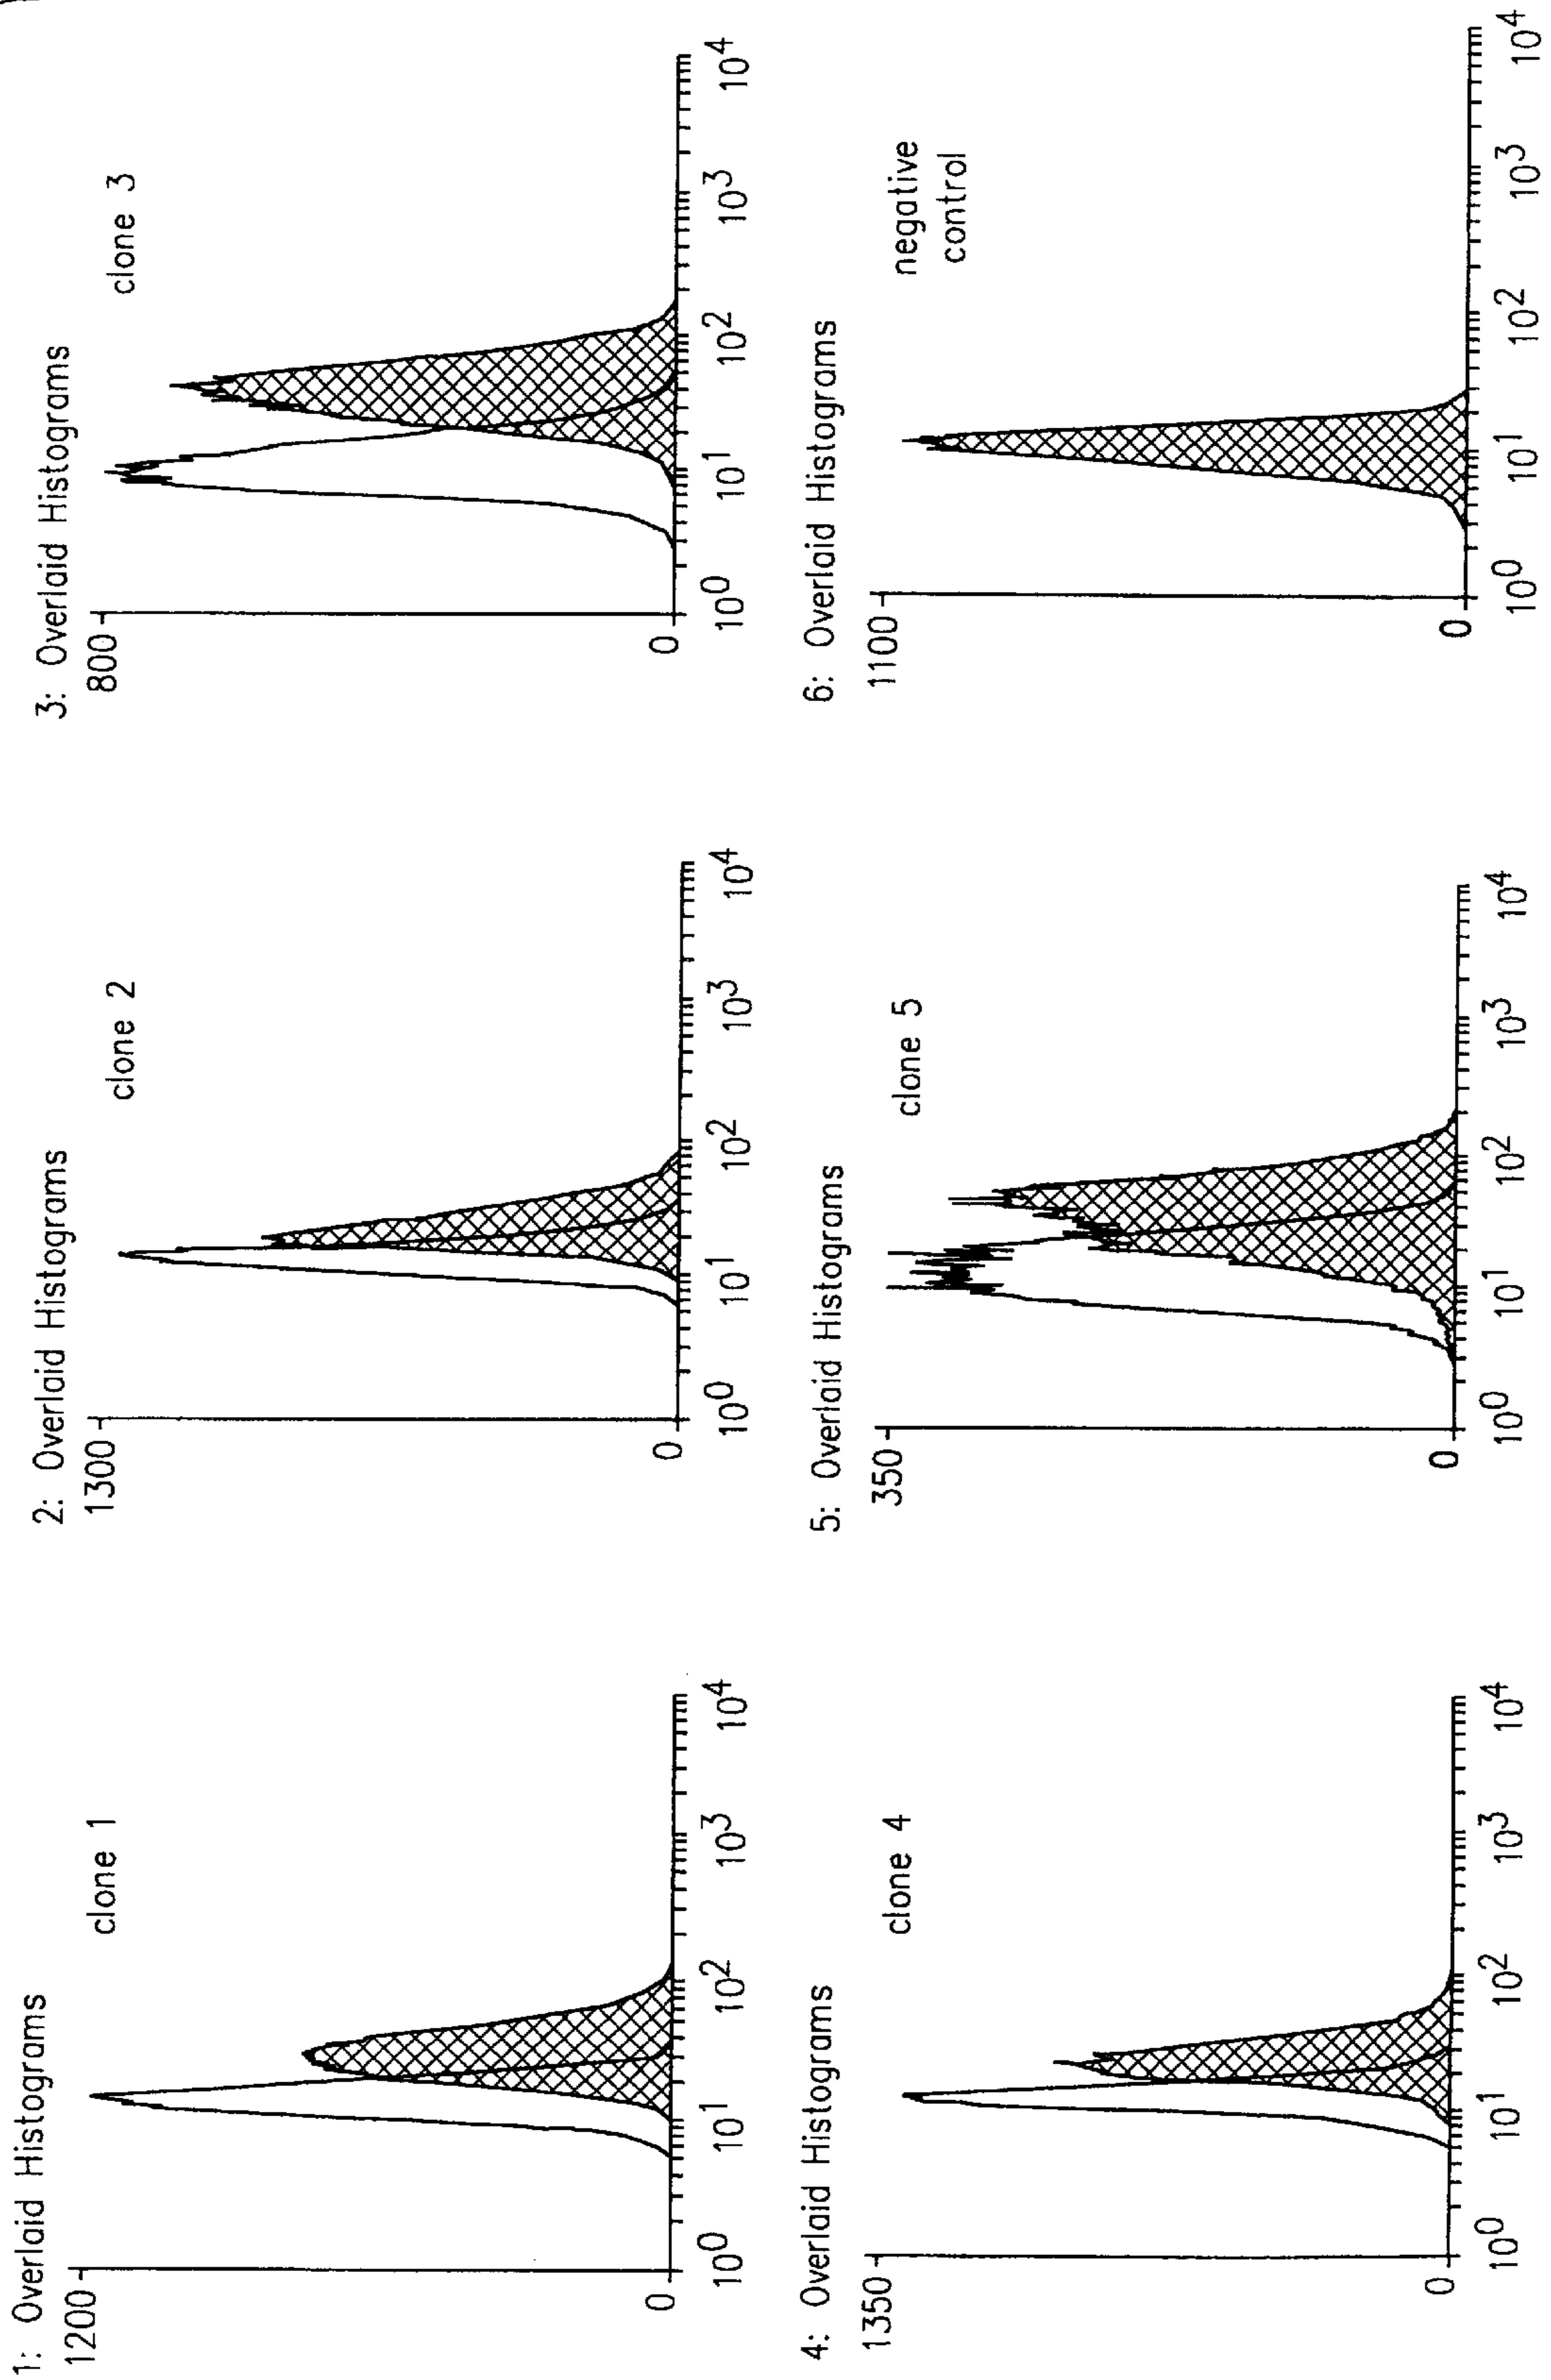 1: Overlaid Histograms
1200
clone 1
0
10^0 10^1 10^2 10^3 10^4
2: Overlaid Histograms
1300
clone 2
0
10^0 10^1 10^2 10^3 10^4
3: Overlaid Histograms
800
clone 3
0
10^0 10^1 10^2 10^3 10^4
4: Overlaid Histograms
1350
clone 4
0
10^0 10^1 10^2 10^3 10^4
5: Overlaid Histograms
350
clone 5
0
10^0 10^1 10^2 10^3 10^4
6: Overlaid Histograms
1100
negative
control
0
10^0 10^1 10^2 10^3 10^4